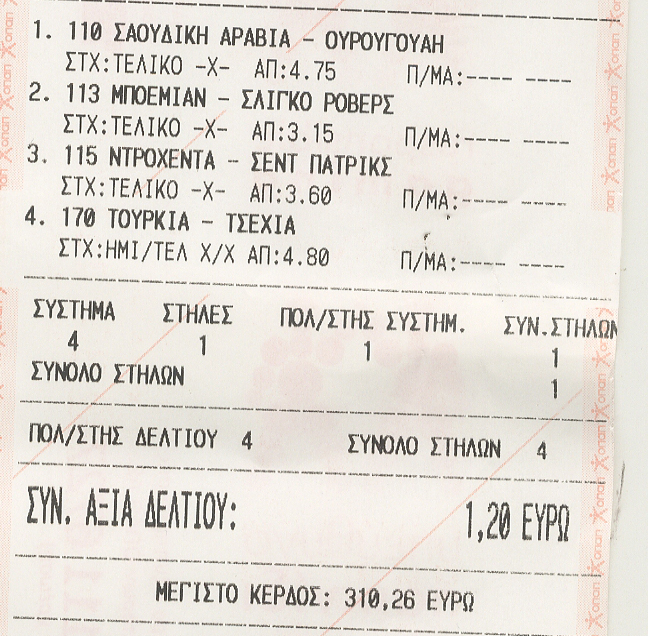 1. 110 ΣΑΟΥΔΙΚΗ ΑΡΑΒΙΑ - ΟΥΡΟΥΓΟΥΑΗ
ΣΤΧ:ΤΕΛΙΚΟ -Χ- ΑΠ:4.75 Π/ΜΑ:---- ----
2. 113 ΜΠΟΕΜΙΑΝ - ΣΛΙΓΚΟ ΡΟΒΕΡΣ
ΣΤΧ:ΤΕΛΙΚΟ -Χ- ΑΠ:3.15 Π/ΜΑ:---- ----
3. 115 ΝΤΡΟΧΕΝΤΑ - ΣΕΝΤ ΠΑΤΡΙΚΣ
ΣΤΧ:ΤΕΛΙΚΟ -Χ- ΑΠ:3.60 Π/ΜΑ:---- ----
4. 170 ΤΟΥΡΚΙΑ - ΤΣΕΧΙΑ
ΣΤΧ:ΗΜΙ/ΤΕΛ Χ/Χ ΑΠ:4.80 Π/ΜΑ:---- ----
ΣΥΣΤΗΜΑ ΣΤΗΛΕΣ ΠΟΛ/ΣΤΗΣ ΣΥΣΤΗΜ. ΣΥΝ.ΣΤΗΛΩΝ
4 1 1 1
ΣΥΝΟΛΟ ΣΤΗΛΩΝ 1
ΠΟΛ/ΣΤΗΣ ΔΕΛΤΙΟΥ 4 ΣΥΝΟΛΟ ΣΤΗΛΩΝ 4
ΣΥΝ. ΑΞΙΑ ΔΕΛΤΙΟΥ: 1,20 ΕΥΡΩ
ΜΕΓΙΣΤΟ ΚΕΡΔΟΣ: 310,26 ΕΥΡΩ